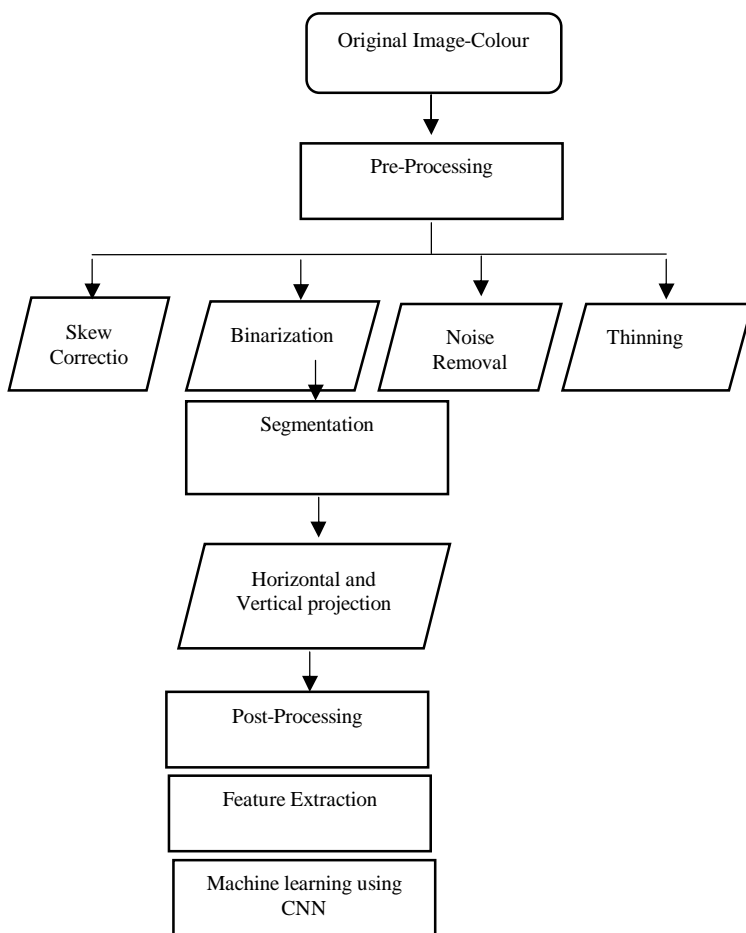 Original Image-Colour
Pre-Processing
Skew
Correctio
Binarization
Noise
Removal
Thinning
Segmentation
Horizontal and
Vertical projection
Post-Processing
Feature Extraction
Machine learning using
CNN